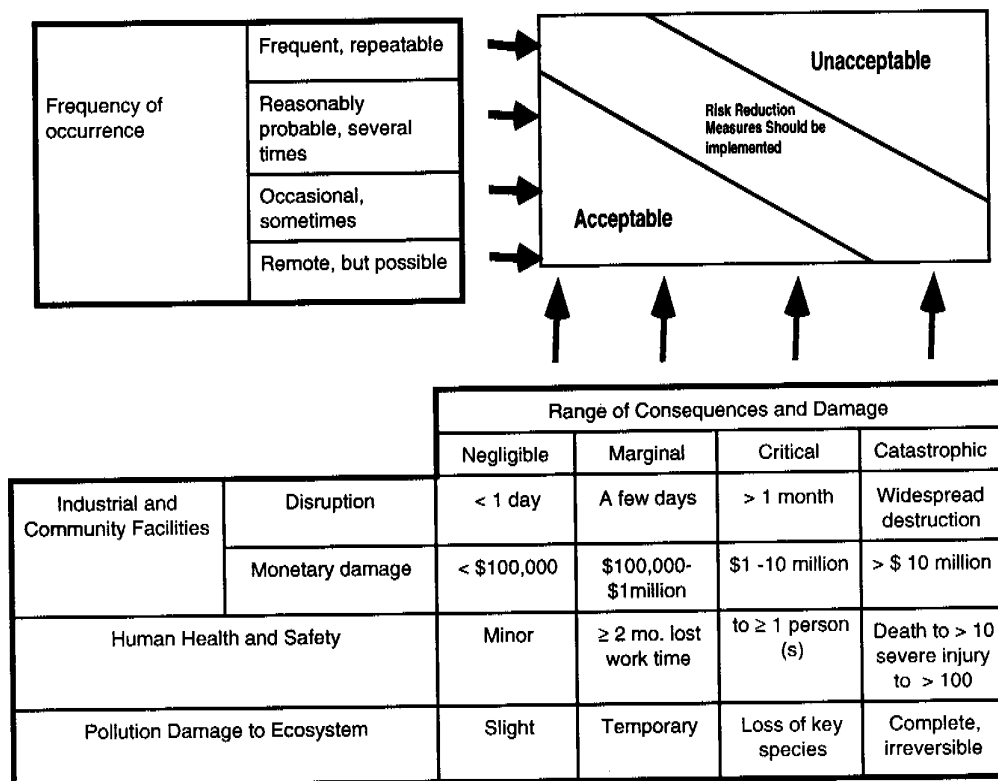 Frequency of
occurrence
Frequent, repeatable
Reasonably
probable, several
times
Occasional,
sometimes
Remote, but possible
Unacceptable
Risk Reduction
Measures Should be
implemented
Acceptable
Range of Consequences and Damage
Negligible
Marginal
Critical
Catastrophic
Industrial and
Community Facilities
Disruption
< 1 day
A few days
> 1 month
Widespread
destruction
Monetary damage
< $100,000
$100,000-
$1million
$1 -10 million
> $ 10 million
Human Health and Safety
Minor
≥ 2 mo. lost
work time
to ≥ 1 person
(s)
Death to > 10
severe injury
to > 100
Pollution Damage to Ecosystem
Slight
Temporary
Loss of key
species
Complete,
irreversible